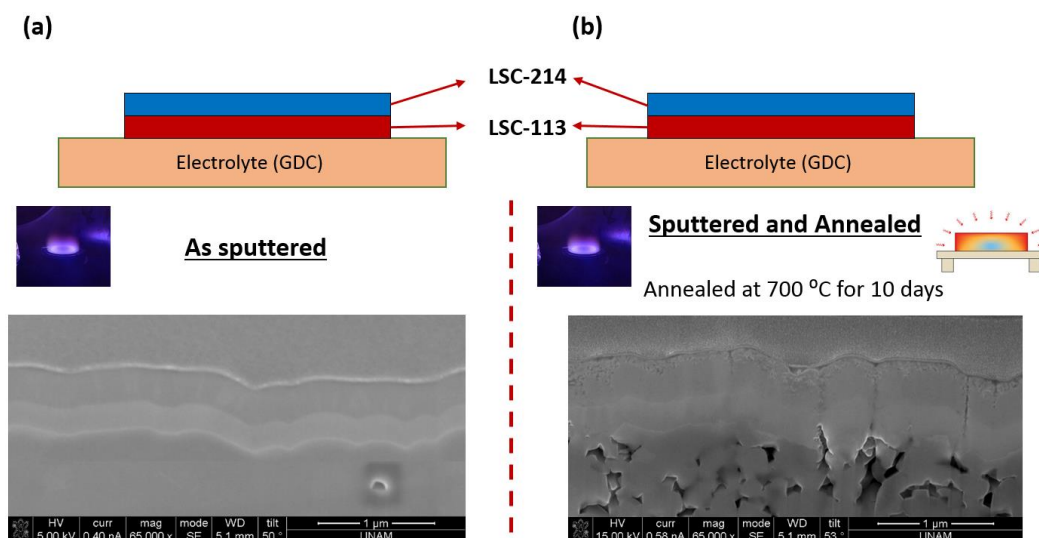 (a)
(b)
LSC-214
LSC-113
Electrolyte (GDC)
Electrolyte (GDC)
As sputtered
Sputtered and Annealed
Annealed at 700 ⁰C for 10 days
HV curr mag mode WD tilt 1 µm
5.00 kV 0.40 nA 65,000 x SE 5.1 mm 50 ° UNAM
HV curr mag mode WD tilt 1 µm
15.00 kV 0.58 nA 65,000 x SE 5.1 mm 53 ° UNAM